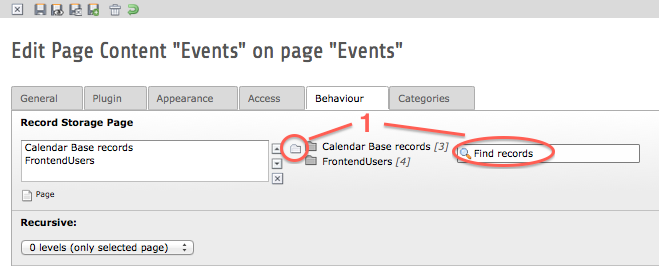 Edit Page Content "Events" on page "Events"
General Plugin Appearance Access Behaviour Categories
1
Record Storage Page
Calendar Base records
FrontendUsers
Calendar Base records [3]
FrontendUsers [4]
Find records
Page
Recursive:
0 levels (only selected page)